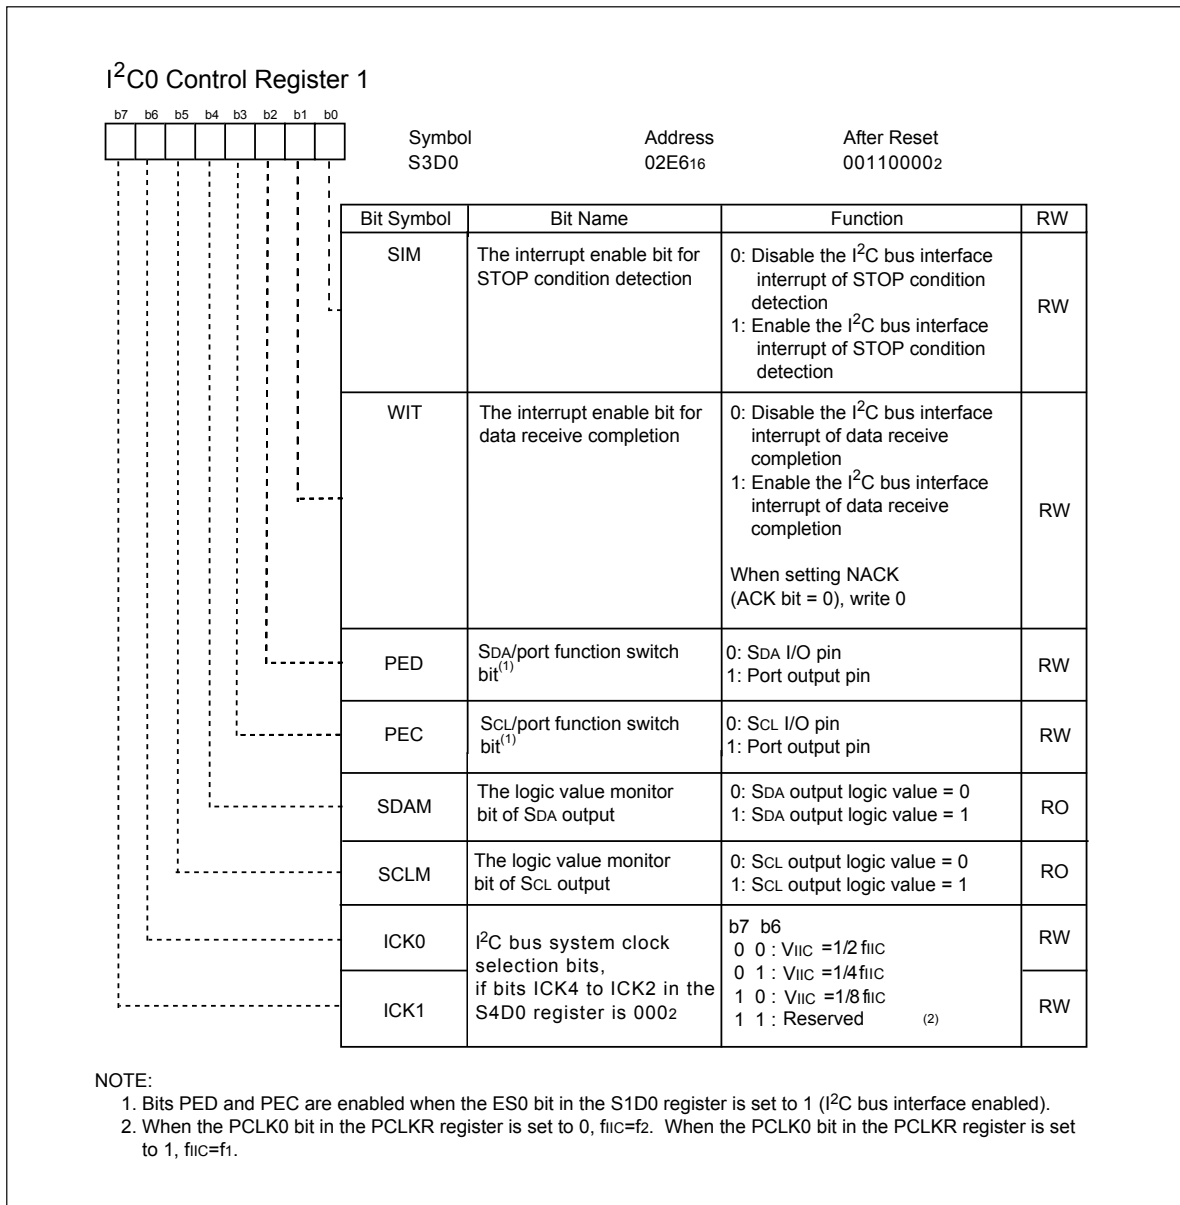 I²C0 Control Register 1
b7 b6 b5 b4 b3 b2 b1 b0
Symbol Address After Reset
S3D0 02E616 001100002
Bit Symbol Bit Name Function RW
SIM The interrupt enable bit for STOP condition detection
0: Disable the I²C bus interface
interrupt of STOP condition
detection
1: Enable the I²C bus interface
interrupt of STOP condition
detection
RW
WIT The interrupt enable bit for data receive completion
0: Disable the I²C bus interface
interrupt of data receive
completion
1: Enable the I²C bus interface
interrupt of data receive
completion
When setting NACK
(ACK bit = 0), write 0
RW
PED SDA/port function switch bit(1)
0: SDA I/O pin
1: Port output pin
RW
PEC SCL/port function switch bit(1)
0: SCL I/O pin
1: Port output pin
RW
SDAM The logic value monitor bit of SDA output
0: SDA output logic value = 0
1: SDA output logic value = 1
RO
SCLM The logic value monitor bit of SCL output
0: SCL output logic value = 0
1: SCL output logic value = 1
RO
ICK0
ICK1
I²C bus system clock
selection bits,
if bits ICK4 to ICK2 in the
S4D0 register is 0002
b7 b6
0 0 : VIIC =1/2 fIIC
0 1 : VIIC =1/4fIIC
1 0 : VIIC =1/8 fIIC
1 1 : Reserved (2)
RW
RW
NOTE:
1. Bits PED and PEC are enabled when the ES0 bit in the S1D0 register is set to 1 (I²C bus interface enabled).
2. When the PCLK0 bit in the PCLKR register is set to 0, fIIC=f2. When the PCLK0 bit in the PCLKR register is set
to 1, fIIC=f1.